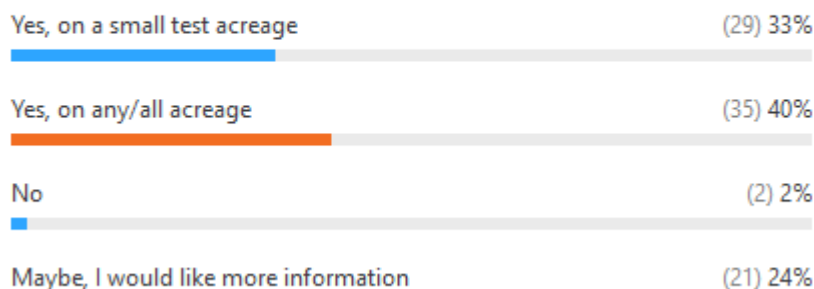 Yes, on a small test acreage (29) 33%
Yes, on any/all acreage (35) 40%
No (2) 2%
Maybe, I would like more information (21) 24%